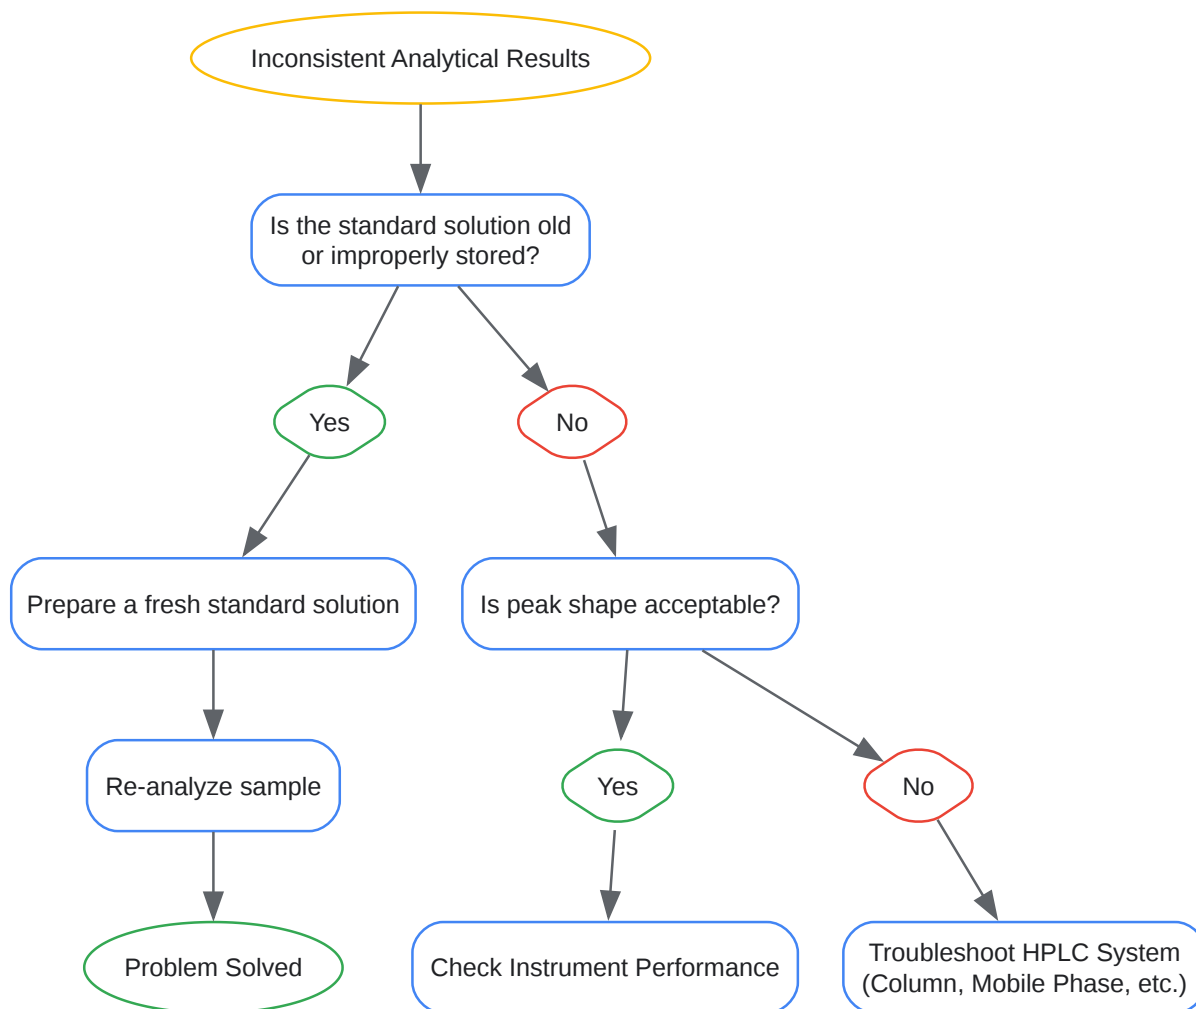 Inconsistent Analytical Results
Is the standard solution old
or improperly stored?
Yes
No
Prepare a fresh standard solution
Is peak shape acceptable?
Re-analyze sample
Yes
No
Problem Solved
Check Instrument Performance
Troubleshoot HPLC System
(Column, Mobile Phase, etc.)